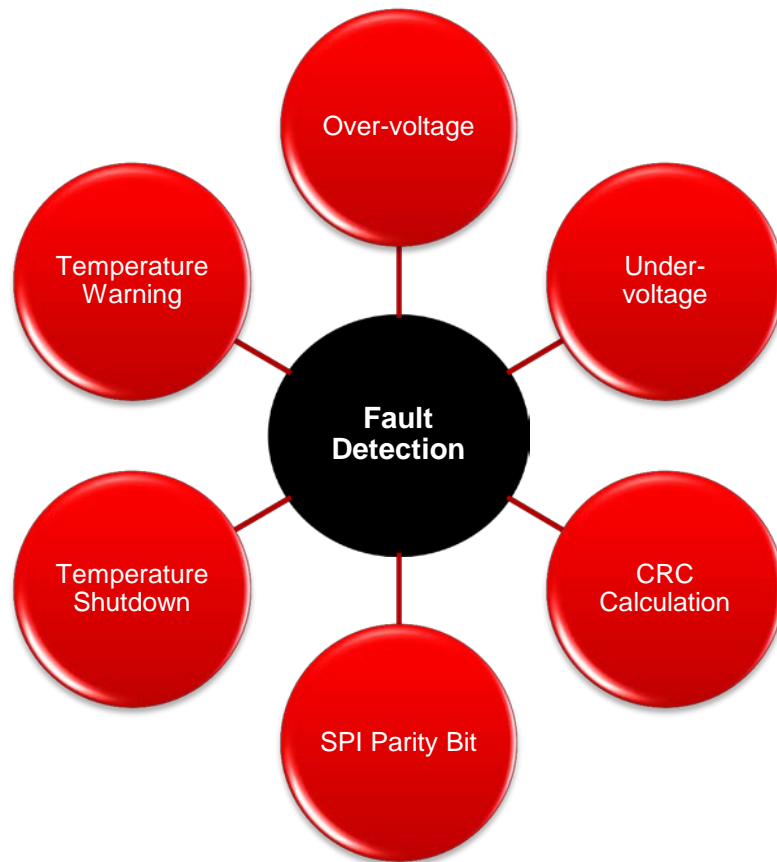 Over-voltage
Temperature
Warning
Under-
voltage
Fault
Detection
Temperature
Shutdown
CRC
Calculation
SPI Parity Bit